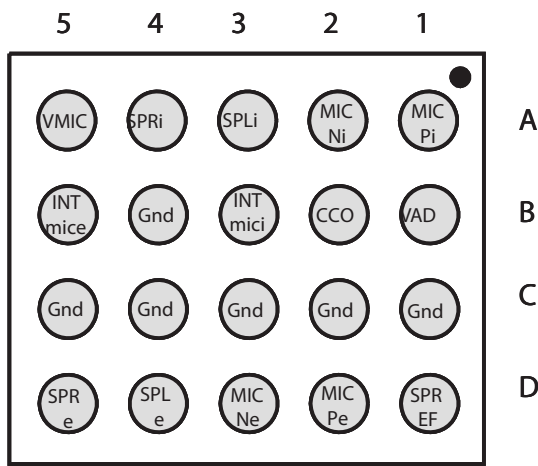 5 4 3 2 1
VMIC SPRi SPLi MIC Ni MIC Pi A
INT mice Gnd INT mici CCO VAD B
Gnd Gnd Gnd Gnd Gnd C
SPR e SPL e MIC Ne MIC Pe SPR EF D